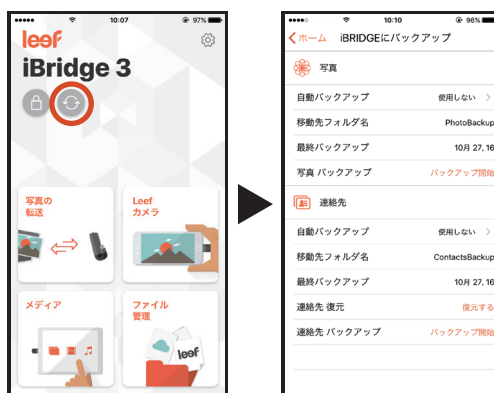 10:07
97%
leef
iBridge 3
写真の
転送
Leef
カメラ
メディア
ファイル
管理
leef
10:10
96%
ホーム iBRIDGEにバックアップ
写真
自動バックアップ 使用しない
移動先フォルダ名 PhotoBackup
最終バックアップ 10月 27, 16
写真 バックアップ バックアップ開始
連絡先
自動バックアップ 使用しない
移動先フォルダ名 ContactsBackup
最終バックアップ 10月 27, 16
連絡先 復元 復元する
連絡先 バックアップ バックアップ開始